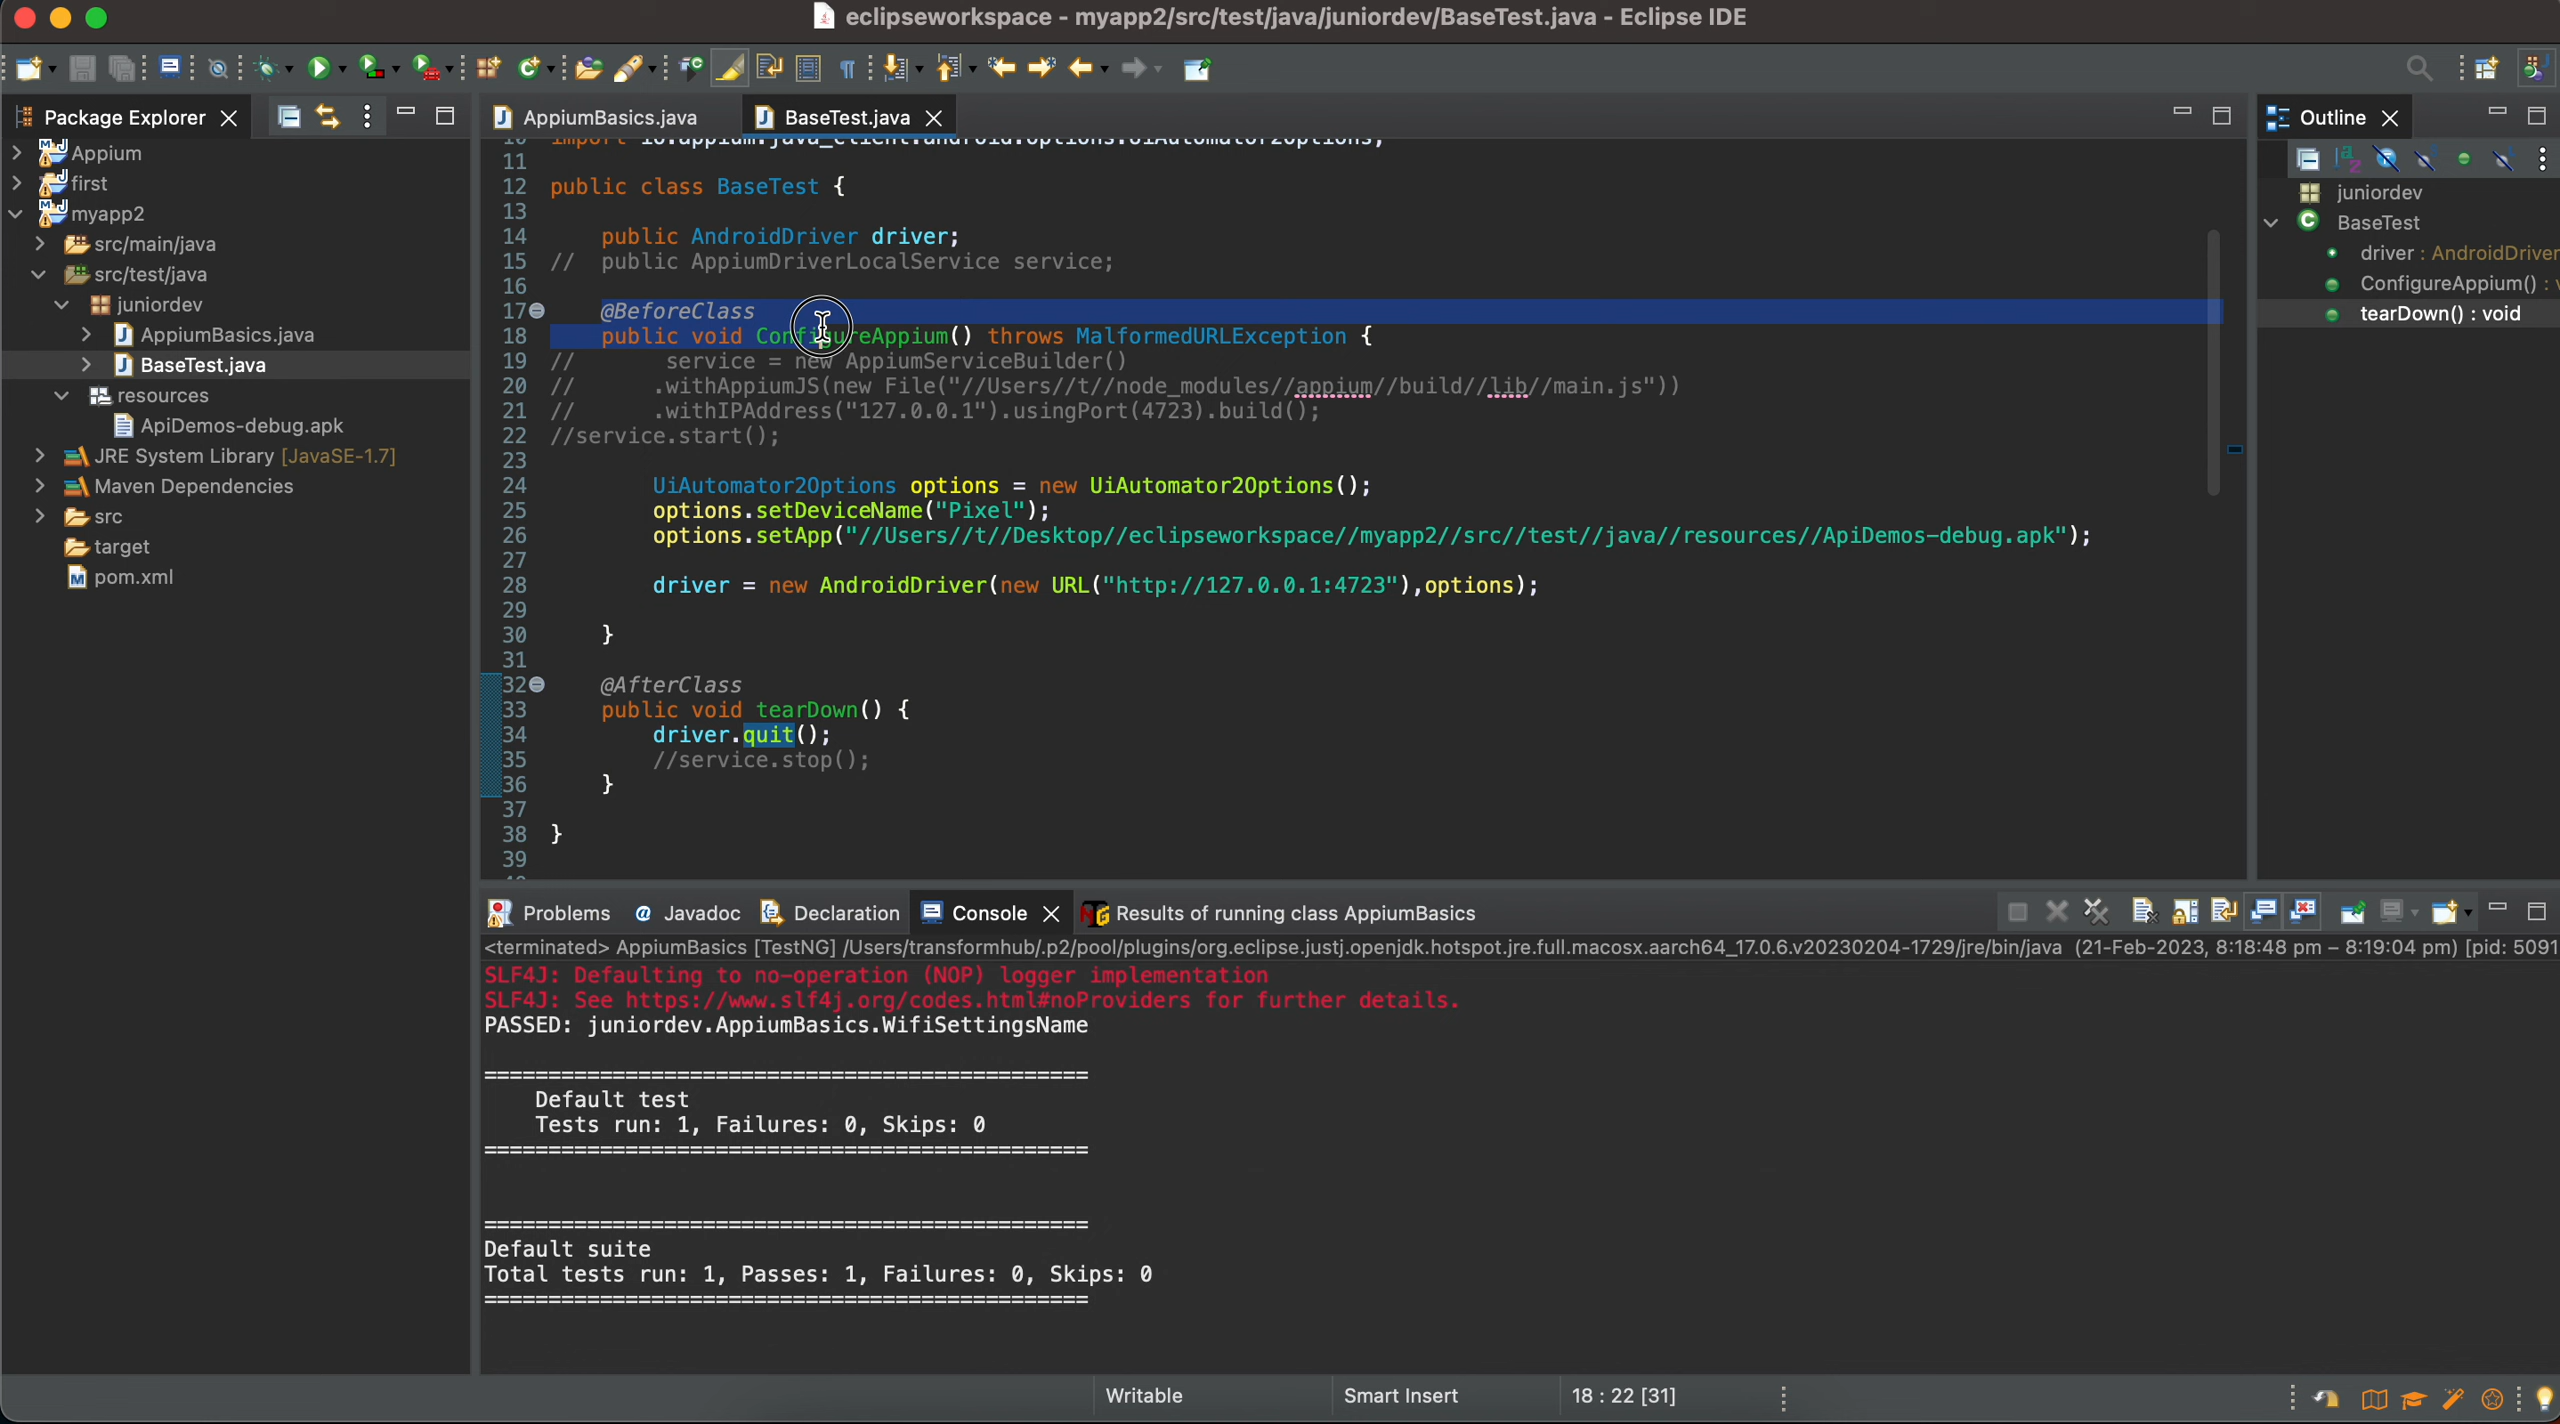 eclipseworkspace - myapp2/src/test/java/juniordev/BaseTest.java - Eclipse IDE
Package Explorer
Appium
first
myapp2
src/main/java
src/test/java
juniordev
AppiumBasics.java
BaseTest.java
resources
ApiDemos-debug.apk
JRE System Library [JavaSE-1.7]
Maven Dependencies
src
target
pom.xml
AppiumBasics.java
BaseTest.java
10 import io.appium.java_client.android.options.UiAutomator2Options;
11
12 public class BaseTest {
13
14 public AndroidDriver driver;
15 // public AppiumDriverLocalService service;
16
17 @BeforeClass
18 public void ConfigureAppium() throws MalformedURLException {
19 // service = new AppiumServiceBuilder()
20 // .withAppiumJS(new File("//Users//t//node_modules//appium//build//lib//main.js"))
21 // .withIPAddress("127.0.0.1").usingPort(4723).build();
22 //service.start();
23
24 UiAutomator2Options options = new UiAutomator2Options();
25 options.setDeviceName("Pixel");
26 options.setApp("//Users//t//Desktop//eclipseworkspace//myapp2//src//test//java//resources//ApiDemos-debug.apk");
27
28 driver = new AndroidDriver(new URL("http://127.0.0.1:4723"),options);
29
30 }
31
32 @AfterClass
33 public void tearDown() {
34 driver.quit();
35 //service.stop();
36 }
37
38 }
39
Outline
juniordev
BaseTest
driver : AndroidDriver
ConfigureAppium() :
tearDown() : void
Problems
@ Javadoc
Declaration
Console
Results of running class AppiumBasics
<terminated> AppiumBasics [TestNG] /Users/transformhub/.p2/pool/plugins/org.eclipse.justj.openjdk.hotspot.jre.full.macosx.aarch64_17.0.6.v20230204-1729/jre/bin/java (21-Feb-2023, 8:18:48 pm – 8:19:04 pm) [pid: 5091
SLF4J: Defaulting to no-operation (NOP) logger implementation
SLF4J: See https://www.slf4j.org/codes.html#noProviders for further details.
PASSED: juniordev.AppiumBasics.WifiSettingsName
===============================================
Default test
Tests run: 1, Failures: 0, Skips: 0
===============================================
===============================================
Default suite
Total tests run: 1, Passes: 1, Failures: 0, Skips: 0
===============================================
Writable
Smart Insert
18 : 22 [31]